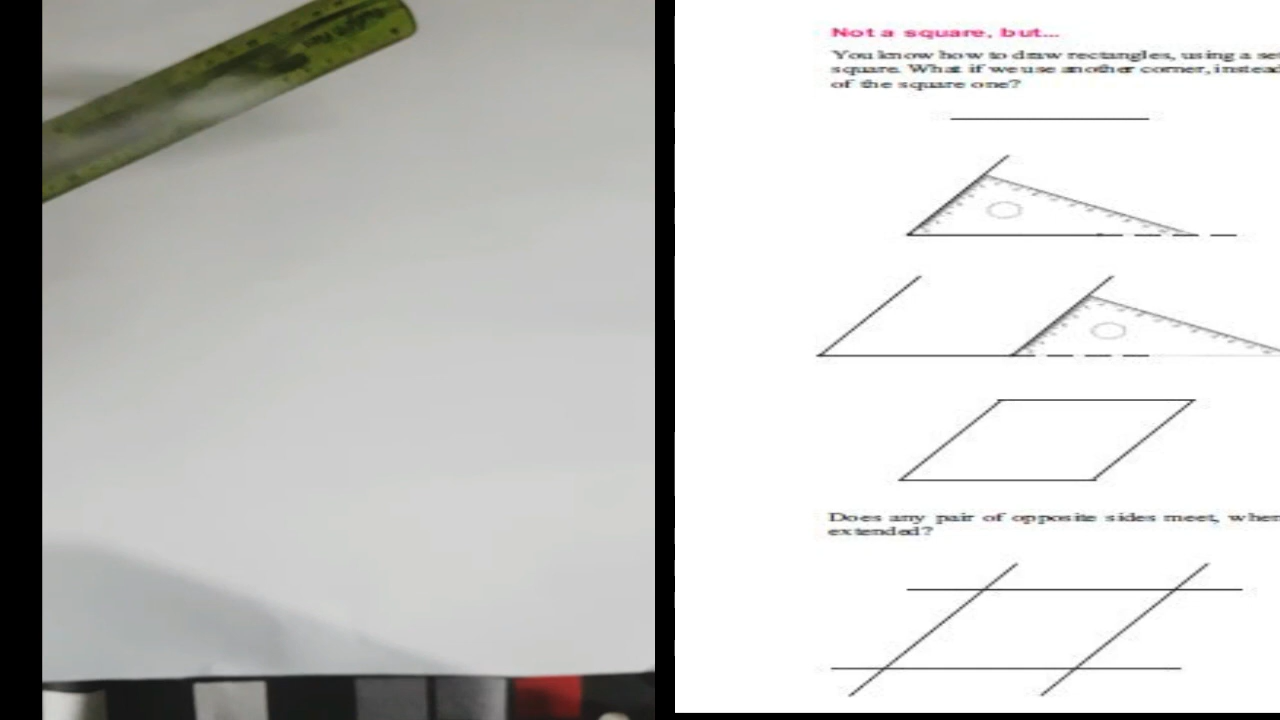 Not a square, but...
You know how to draw rectangles, using a set
square. What if we use another corner, instead
of the square one?
Does any pair of opposite sides meet, when
extended?